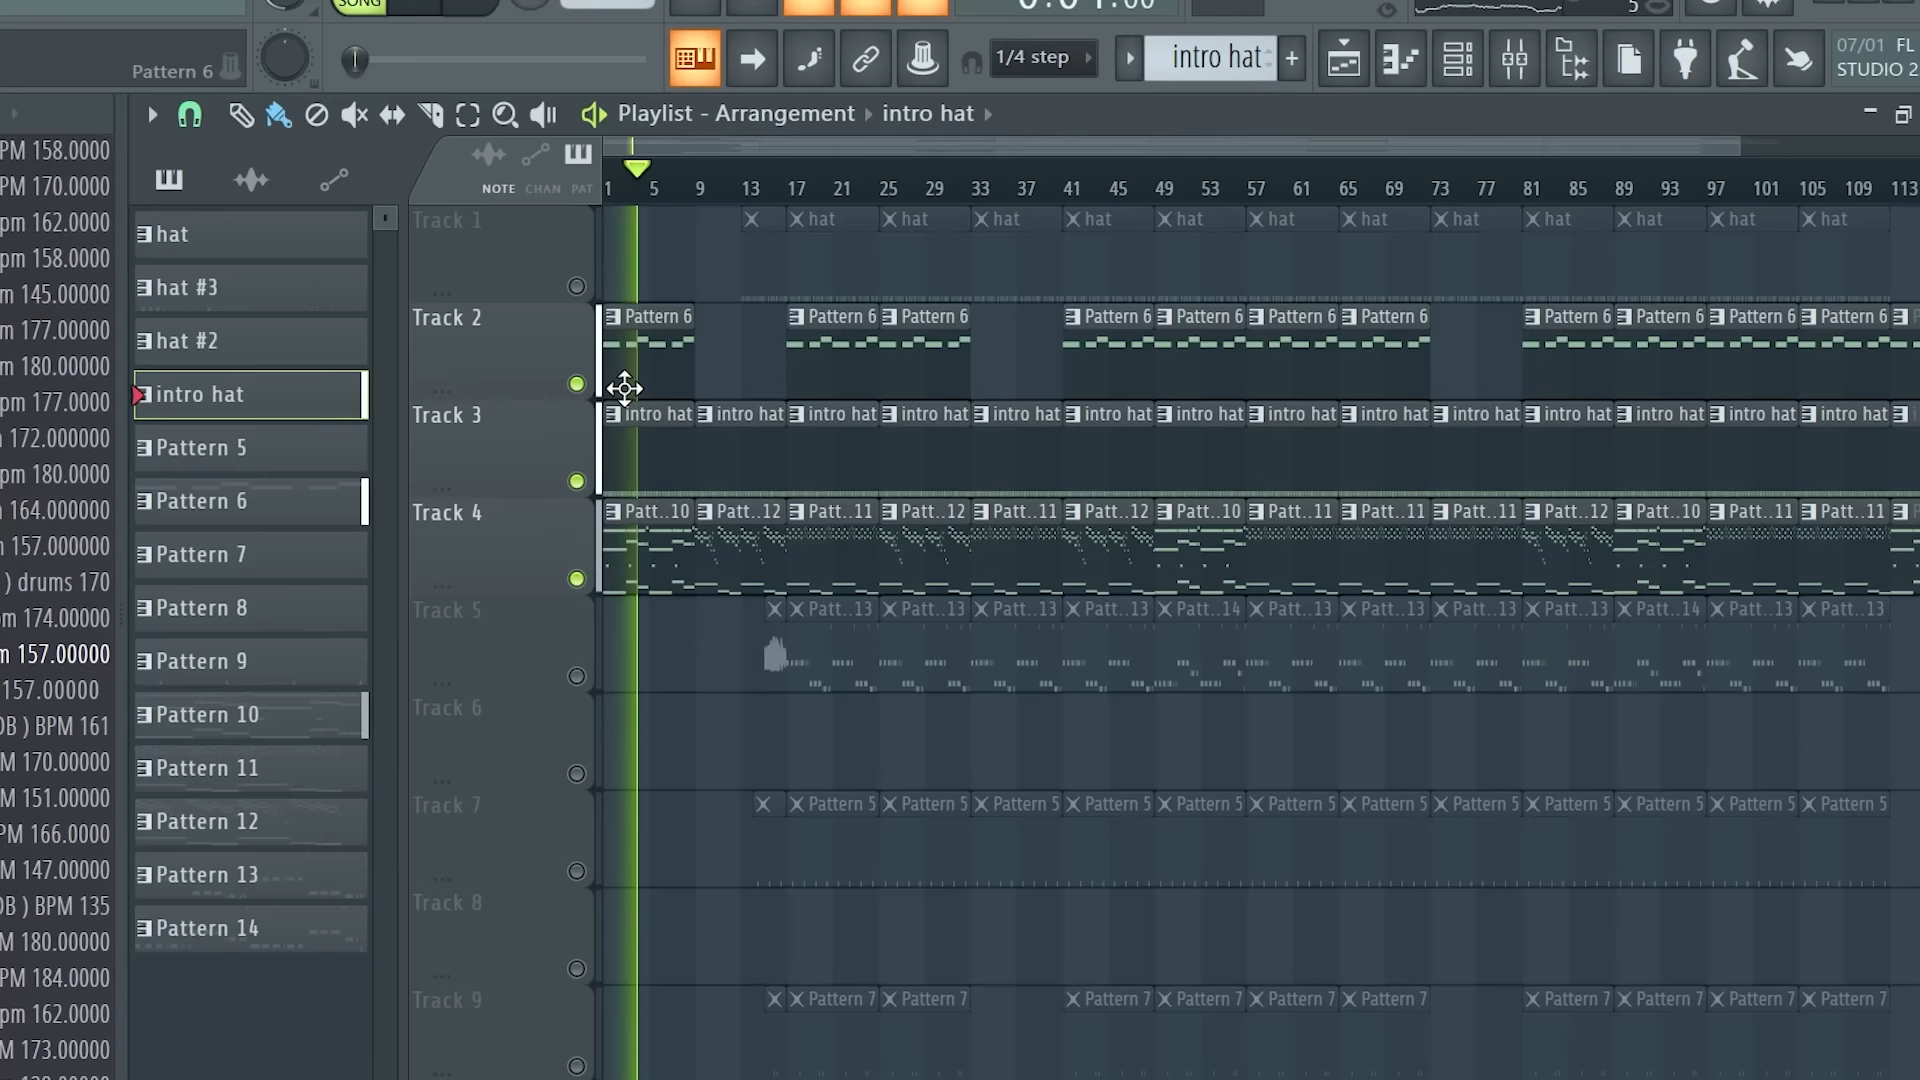 SONG
5
Pattern 6
1/4 step
intro hat
+
07/01 FL
STUDIO 2
Playlist - Arrangement intro hat
NOTE CHAN PAT
1 5 9 13 17 21 25 29 33 37 41 45 49 53 57 61 65 69 73 77 81 85 89 93 97 101 105 109 113
PM 158.0000
PM 170.0000
pm 162.0000
pm 158.0000
m 145.00000
pm 177.0000
pm 180.0000
pm 177.0000
m 172.00000
pm 180.0000
m 164.00000
m 157.00000
) drums 170
om 174.0000
m 157.00000
157.00000
DB ) BPM 161
M 170.00000
M 151.00000
PM 166.0000
M 147.00000
DB ) BPM 135
M 180.00000
PM 184.0000
pm 162.0000
M 173.00000
hat
hat #3
hat #2
intro hat
Pattern 5
Pattern 6
Pattern 7
Pattern 8
Pattern 9
Pattern 10
Pattern 11
Pattern 12
Pattern 13
Pattern 14
Track 1
hat hat hat hat hat hat hat hat hat hat hat hat
Track 2
Pattern 6 Pattern 6 Pattern 6 Pattern 6 Pattern 6 Pattern 6 Pattern 6 Pattern 6 Pattern 6 Pattern 6 Pattern 6
Track 3
intro hat intro hat intro hat intro hat intro hat intro hat intro hat intro hat intro hat intro hat intro hat intro hat intro hat intro hat
Track 4
Patt..10 Patt..12 Patt..11 Patt..12 Patt..11 Patt..12 Patt..10 Patt..11 Patt..11 Patt..11 Patt..12 Patt..10 Patt..11 Patt..11
Track 5
Patt..13 Patt..13 Patt..13 Patt..13 Patt..14 Patt..13 Patt..13 Patt..13 Patt..13 Patt..14 Patt..13 Patt..13
Track 6
Track 7
Pattern 5 Pattern 5 Pattern 5 Pattern 5 Pattern 5 Pattern 5 Pattern 5 Pattern 5 Pattern 5 Pattern 5 Pattern 5 Pattern 5
Track 8
Track 9
Pattern 7 Pattern 7 Pattern 7 Pattern 7 Pattern 7 Pattern 7 Pattern 7 Pattern 7 Pattern 7 Pattern 7